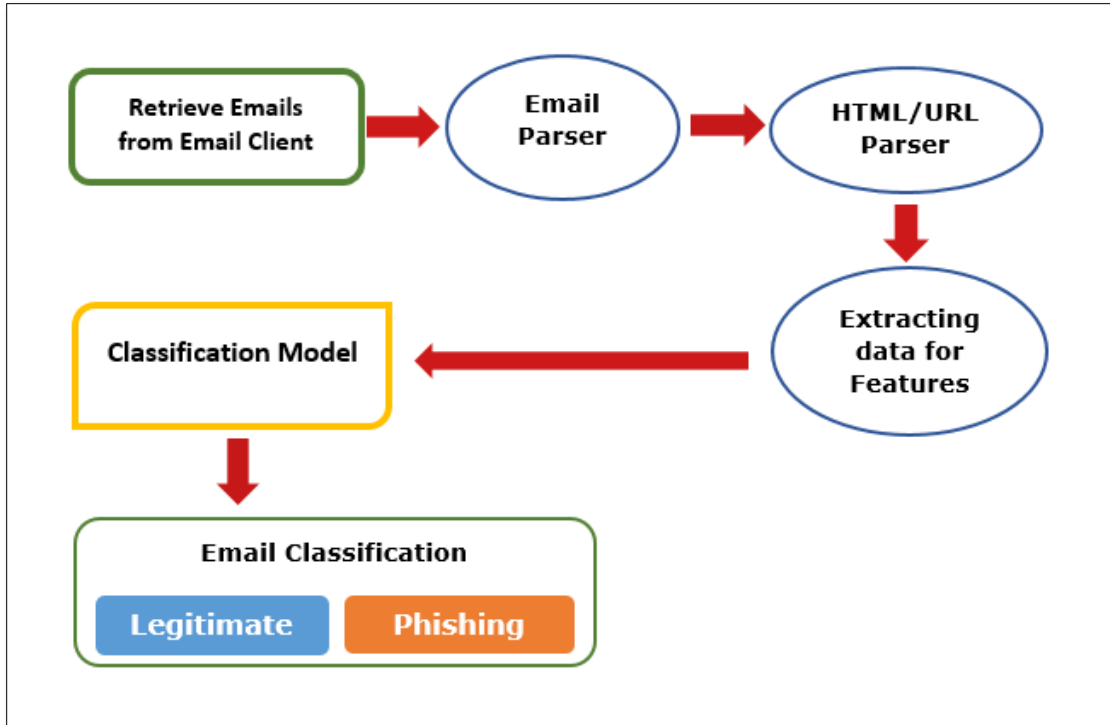 Retrieve Emails
from Email Client
Email
Parser
HTML/URL
Parser
Extracting
data for
Features
Classification Model
Email Classification
Legitimate
Phishing